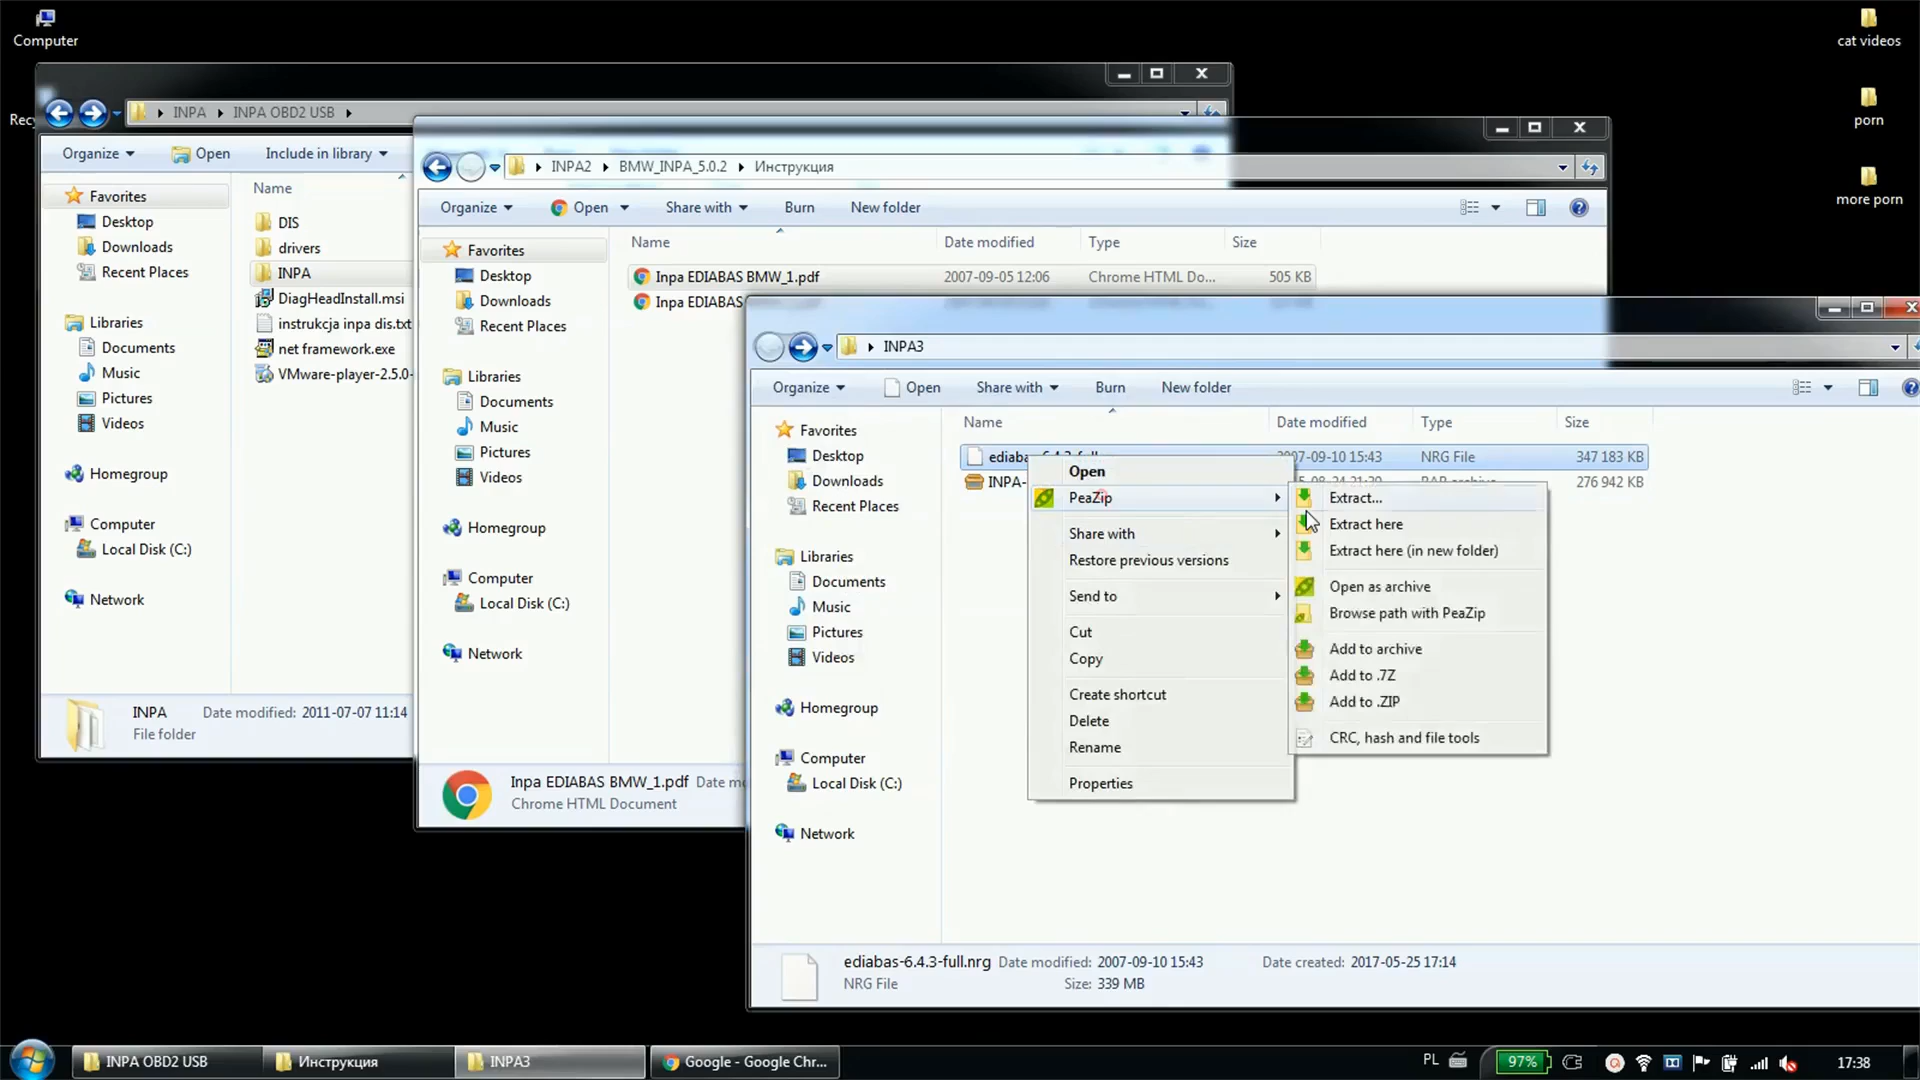 Computer
cat videos
porn
more porn
INPA
INPA OBD2 USB
Organize
Open
Include in library
Name
Favorites
Desktop
Downloads
Recent Places
Libraries
Documents
Music
Pictures
Videos
Homegroup
Computer
Local Disk (C:)
Network
DIS
drivers
INPA
DiagHeadInstall.msi
instrukcja inpa dis.txt
net framework.exe
VMware-player-2.5.0-
INPA
Date modified: 2011-07-07 11:14
File folder
INPA2
BMW_INPA_5.0.2
Инструкция
Organize
Open
Share with
Burn
New folder
Favorites
Desktop
Downloads
Recent Places
Libraries
Documents
Music
Pictures
Videos
Homegroup
Computer
Local Disk (C:)
Network
Name Date modified Type Size
Inpa EDIABAS BMW_1.pdf 2007-09-05 12:06 Chrome HTML Do... 505 KB
Inpa EDIABAS
Inpa EDIABAS BMW_1.pdf
Chrome HTML Document
INPA3
Organize
Open
Share with
Burn
New folder
Favorites
Desktop
Downloads
Recent Places
Libraries
Documents
Music
Pictures
Videos
Homegroup
Computer
Local Disk (C:)
Network
Name Date modified Type Size
2007-09-10 15:43 NRG File 347 183 KB
INPA- 276 942 KB
Open
PeaZip
Share with
Restore previous versions
Send to
Cut
Copy
Create shortcut
Delete
Rename
Properties
Extract...
Extract here
Extract here (in new folder)
Open as archive
Browse path with PeaZip
Add to archive
Add to .7Z
Add to .ZIP
CRC, hash and file tools
ediabas-6.4.3-full.nrg Date modified: 2007-09-10 15:43 Date created: 2017-05-25 17:14
NRG File Size: 339 MB
INPA OBD2 USB
Инструкция
INPA3
Google - Google Chr...
PL
97%
17:38